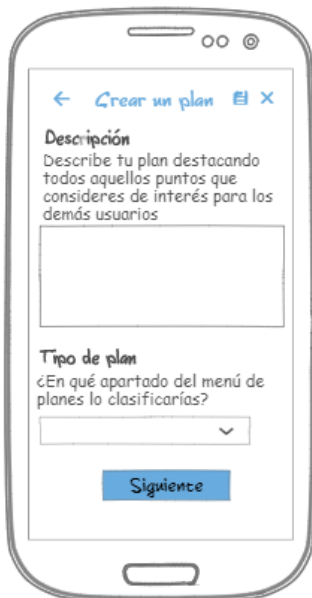 Crear un plan
Descripción
Describe tu plan destacando
todos aquellos puntos que
consideres de interés para los
demás usuarios
Tipo de plan
¿En qué apartado del menú de
planes lo clasificarías?
Siguiente